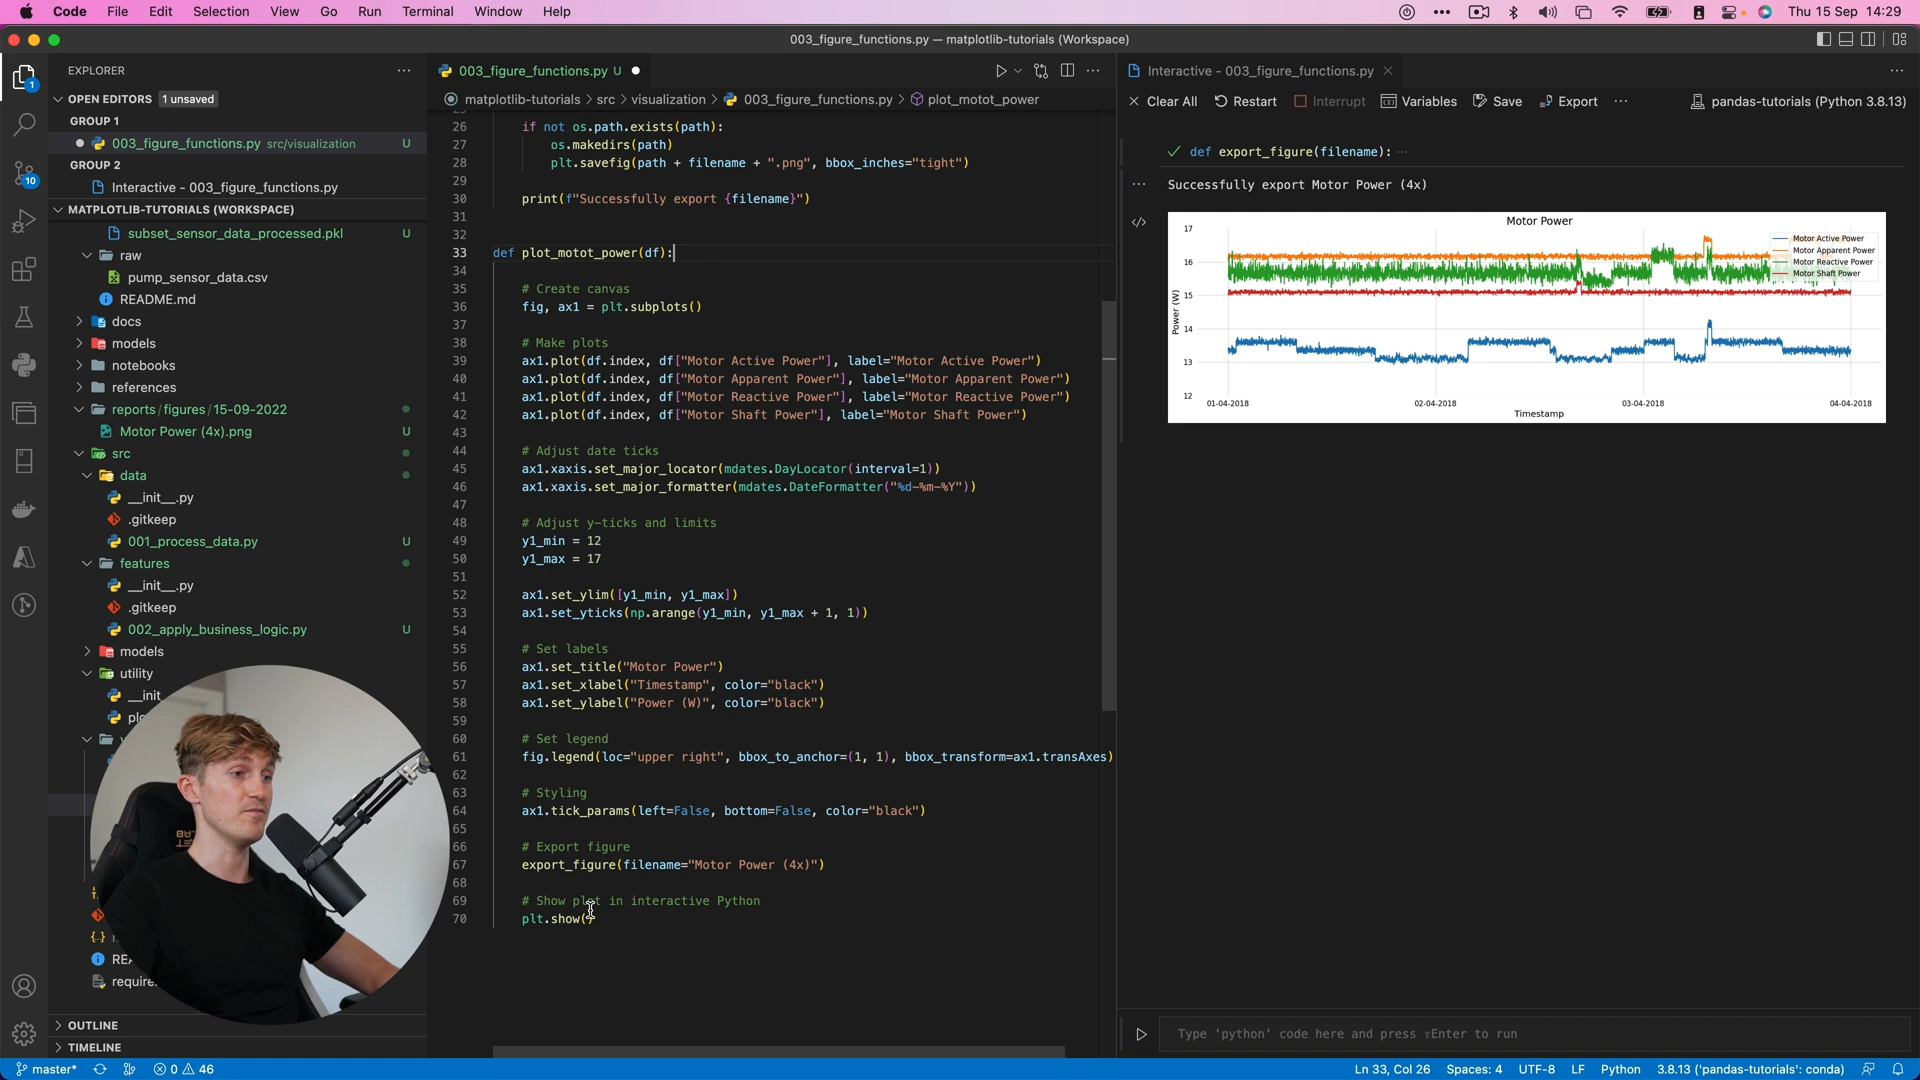 Code File Edit Selection View Go Run Terminal Window Help Thu 15 Sep 14:29
003_figure_functions.py — matplotlib-tutorials (Workspace)
EXPLORER
OPEN EDITORS 1 unsaved
GROUP 1
003_figure_functions.py src/visualization U
GROUP 2
Interactive - 003_figure_functions.py
MATPLOTLIB-TUTORIALS (WORKSPACE)
subset_sensor_data_processed.pkl U
raw
pump_sensor_data.csv
README.md
docs
models
notebooks
references
reports/figures/15-09-2022
Motor Power (4x).png U
src
data
__init__.py
.gitkeep
001_process_data.py U
features
__init__.py
.gitkeep
002_apply_business_logic.py U
models
utility
OUTLINE
TIMELINE
1
10
003_figure_functions.py U
matplotlib-tutorials > src > visualization > 003_figure_functions.py > plot_motot_power
26 if not os.path.exists(path):
27 os.makedirs(path)
28 plt.savefig(path + filename + ".png", bbox_inches="tight")
29
30 print(f"Successfully export {filename}")
31
32
33 def plot_motot_power(df):
34
35 # Create canvas
36 fig, ax1 = plt.subplots()
37
38 # Make plots
39 ax1.plot(df.index, df["Motor Active Power"], label="Motor Active Power")
40 ax1.plot(df.index, df["Motor Apparent Power"], label="Motor Apparent Power")
41 ax1.plot(df.index, df["Motor Reactive Power"], label="Motor Reactive Power")
42 ax1.plot(df.index, df["Motor Shaft Power"], label="Motor Shaft Power")
43
44 # Adjust date ticks
45 ax1.xaxis.set_major_locator(mdates.DayLocator(interval=1))
46 ax1.xaxis.set_major_formatter(mdates.DateFormatter("%d-%m-%Y"))
47
48 # Adjust y-ticks and limits
49 y1_min = 12
50 y1_max = 17
51
52 ax1.set_ylim([y1_min, y1_max])
53 ax1.set_yticks(np.arange(y1_min, y1_max + 1, 1))
54
55 # Set labels
56 ax1.set_title("Motor Power")
57 ax1.set_xlabel("Timestamp", color="black")
58 ax1.set_ylabel("Power (W)", color="black")
59
60 # Set legend
61 fig.legend(loc="upper right", bbox_to_anchor=(1, 1), bbox_transform=ax1.transAxes)
62
63 # Styling
64 ax1.tick_params(left=False, bottom=False, color="black")
65
66 # Export figure
67 export_figure(filename="Motor Power (4x)")
68
69 # Show plot in interactive Python
70 plt.show()
Interactive - 003_figure_functions.py
Clear All Restart Interrupt Variables Save Export pandas-tutorials (Python 3.8.13)
def export_figure(filename): ...
Successfully export Motor Power (4x)
Motor Power
17
16
15
14
13
12
Power (W)
Motor Active Power
Motor Apparent Power
Motor Reactive Power
Motor Shaft Power
01-04-2018 02-04-2018 03-04-2018 04-04-2018
Timestamp
Type 'python' code here and press ⇧Enter to run
master* 0 46 Ln 33, Col 26 Spaces: 4 UTF-8 LF Python 3.8.13 ('pandas-tutorials': conda)